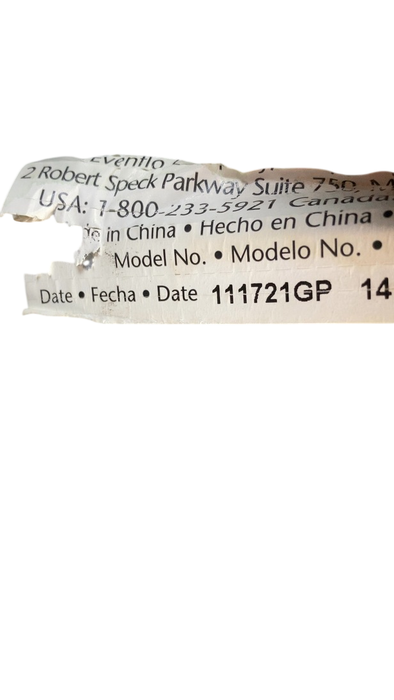 Evenflo
2 Robert Speck Parkway Suite 750, M
USA: 1-800-233-5921 Canada:
in China • Hecho en China •
Model No. • Modelo No. •
Date • Fecha • Date 111721GP 14